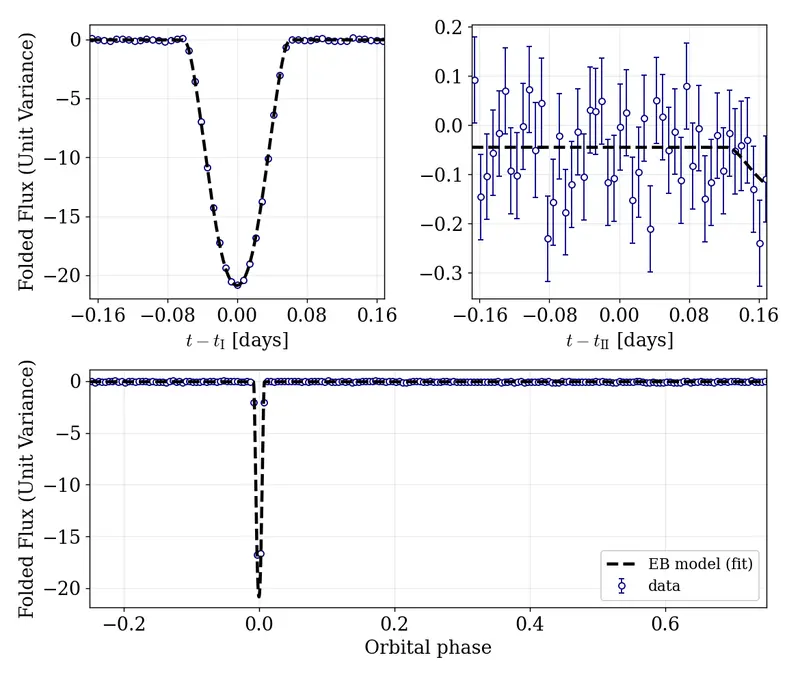 0
−5
−10
−15
−20
Folded Flux (Unit Variance)
−0.16 −0.08 0.00 0.08 0.16
t − tI [days]
0.2
0.1
0.0
−0.1
−0.2
−0.3
−0.16 −0.08 0.00 0.08 0.16
t − tII [days]
0
−5
−10
−15
−20
Folded Flux (Unit Variance)
EB model (fit)
data
−0.2 0.0 0.2 0.4 0.6
Orbital phase